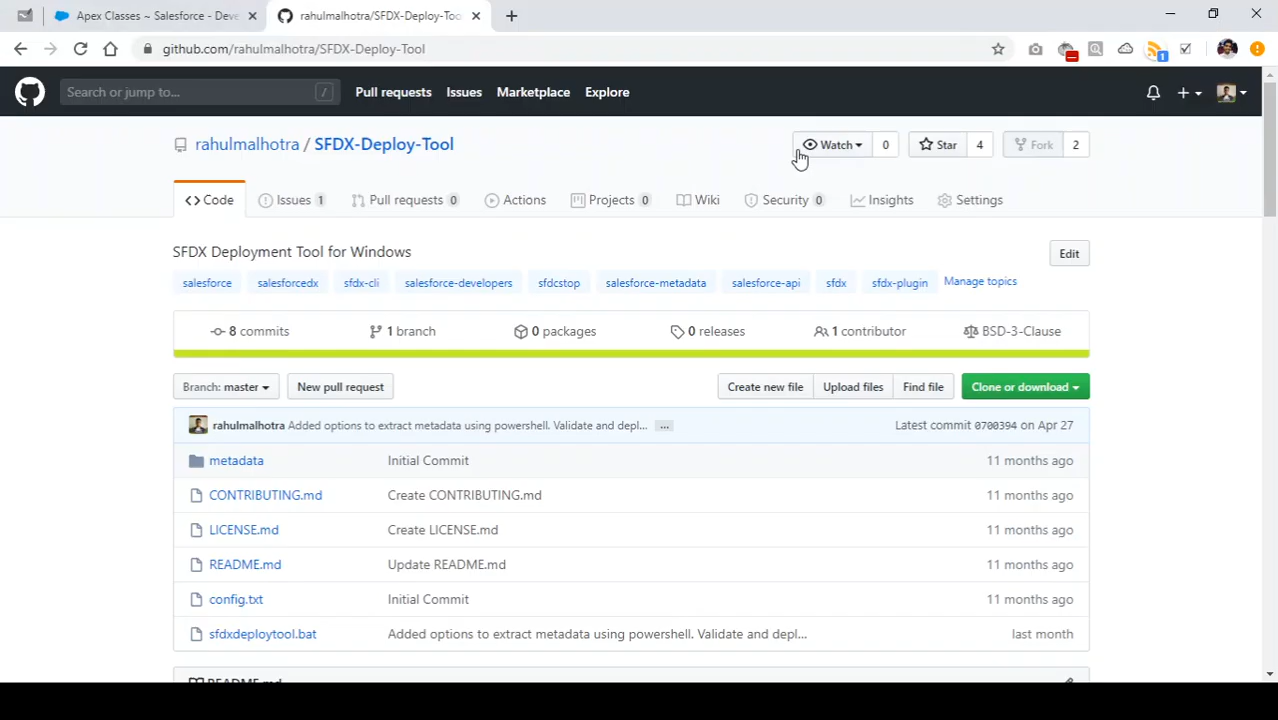 Apex Classes ~ Salesforce - Deve
rahulmalhotra/SFDX-Deploy-Too
github.com/rahulmalhotra/SFDX-Deploy-Tool
1
Search or jump to...
/
Pull requests
Issues
Marketplace
Explore
rahulmalhotra / SFDX-Deploy-Tool
Watch 0
Star 4
Fork 2
Code
Issues 1
Pull requests 0
Actions
Projects 0
Wiki
Security 0
Insights
Settings
SFDX Deployment Tool for Windows
Edit
salesforce salesforcedx sfdx-cli salesforce-developers sfdcstop salesforce-metadata salesforce-api sfdx sfdx-plugin Manage topics
8 commits
1 branch
0 packages
0 releases
1 contributor
BSD-3-Clause
Branch: master
New pull request
Create new file
Upload files
Find file
Clone or download
rahulmalhotra Added options to extract metadata using powershell. Validate and depl... ... Latest commit 0700394 on Apr 27
metadata Initial Commit 11 months ago
CONTRIBUTING.md Create CONTRIBUTING.md 11 months ago
LICENSE.md Create LICENSE.md 11 months ago
README.md Update README.md 11 months ago
config.txt Initial Commit 11 months ago
sfdxdeploytool.bat Added options to extract metadata using powershell. Validate and depl... last month
README.md